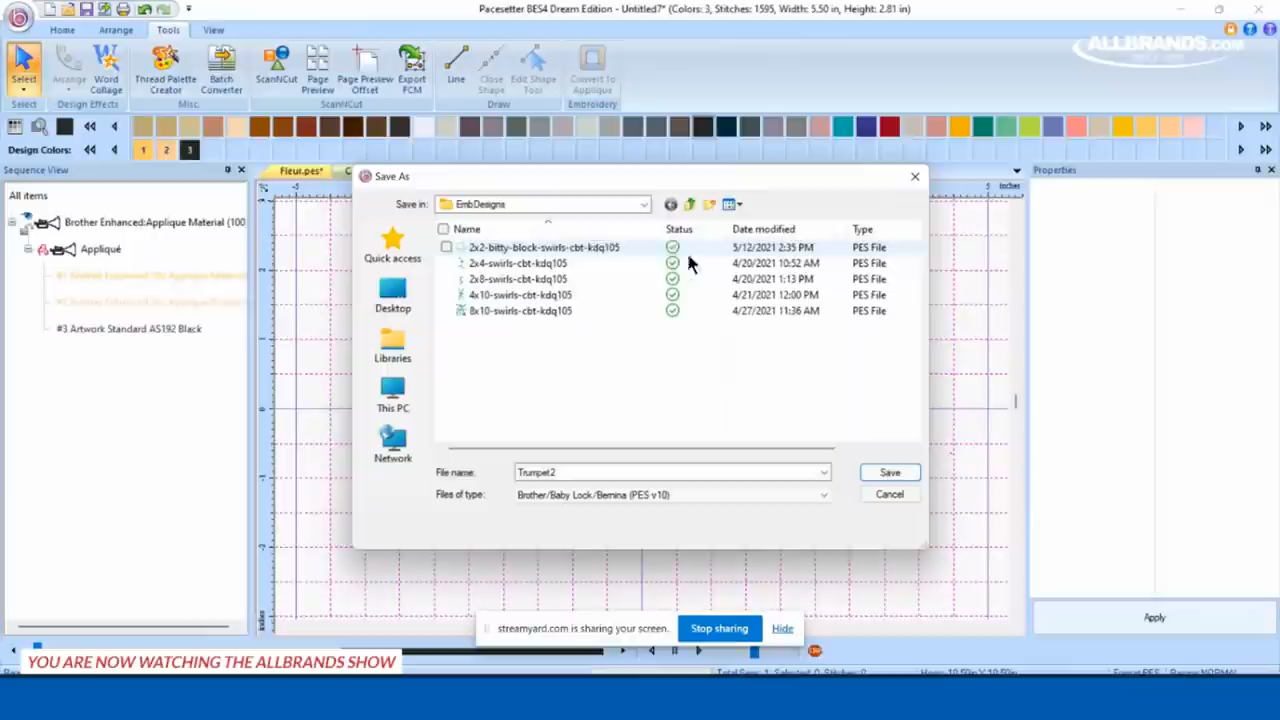 Pacesetter BES4 Dream Edition - Untitled7* (Colors: 3, Stitches: 1595, Width: 5.50 in, Height: 2.81 in)
Home Arrange Tools View
ALLBRANDS.com
Select Arrange Word Collage Thread Palette Creator Batch Converter ScanNCut Page Preview Page Preview Offset Export FCM Line Close Shape Edit Shape Tool Convert To Applique
Select Design Effects Misc. ScanNCut Draw Embroidery
Design Colors: 1 2 3
Sequence View
Fleur.pes*
Properties
Save As
5 inches
All items
Save in: EmbDesigns
Brother Enhanced:Applique Material (100
Appliqué
#3 Artwork Standard AS192 Black
Quick access
Desktop
Libraries
This PC
Network
Name Status Date modified Type
2x2-bitty-block-swirls-cbt-kdq105 5/12/2021 2:35 PM PES File
2x4-swirls-cbt-kdq105 4/20/2021 10:52 AM PES File
2x8-swirls-cbt-kdq105 4/20/2021 1:13 PM PES File
4x10-swirls-cbt-kdq105 4/21/2021 12:00 PM PES File
8x10-swirls-cbt-kdq105 4/27/2021 11:36 AM PES File
File name: Trumpet2 Save
Files of type: Brother/Baby Lock/Bernina (PES v10) Cancel
Apply
streamyard.com is sharing your screen. Stop sharing Hide
YOU ARE NOW WATCHING THE ALLBRANDS SHOW